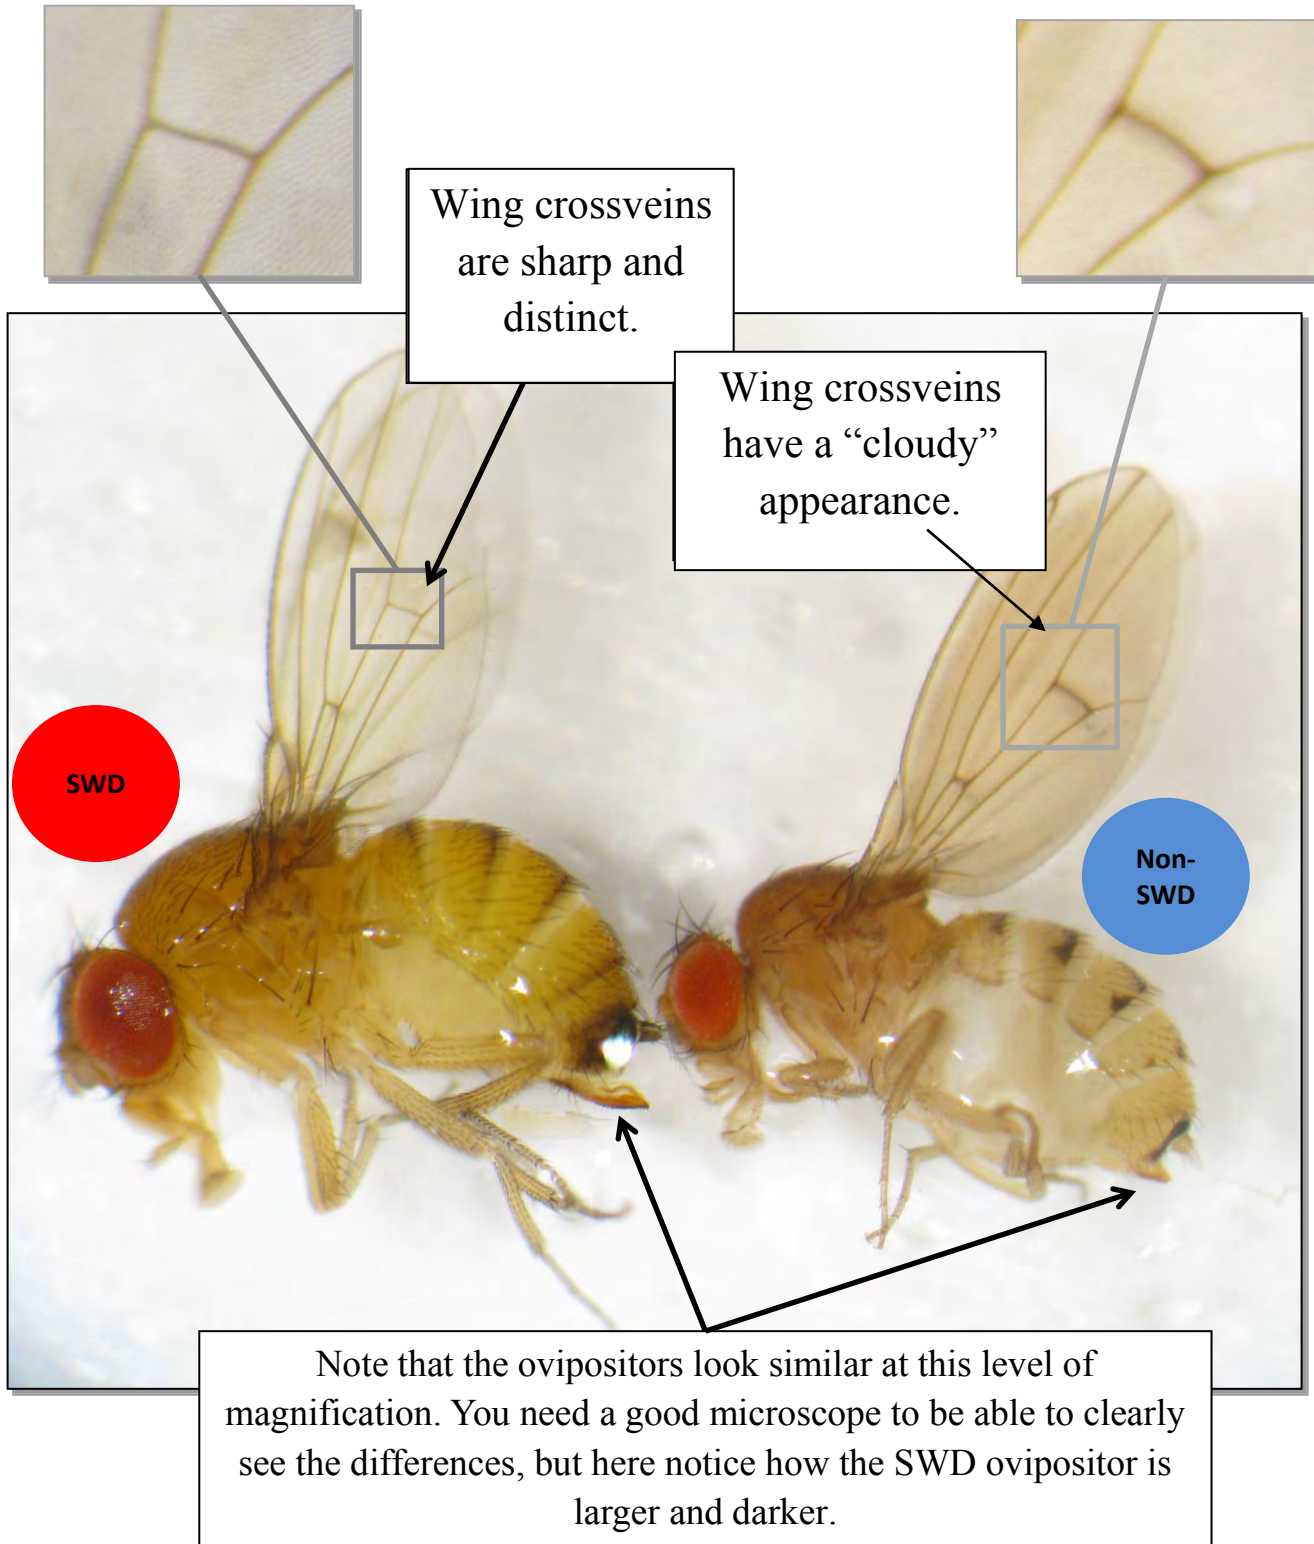 Wing crossveins
are sharp and
distinct.
Wing crossveins
have a “cloudy”
appearance.
SWD
Non-
SWD
Note that the ovipositors look similar at this level of
magnification. You need a good microscope to be able to clearly
see the differences, but here notice how the SWD ovipositor is
larger and darker.